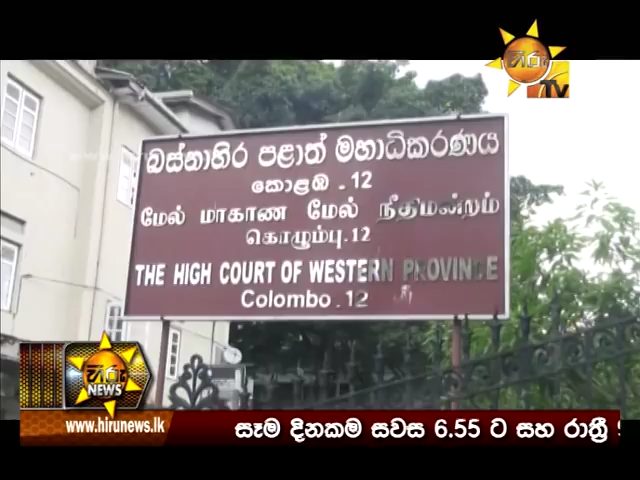 හිරු
TV
බස්නාහිර පළාත් මහාධිකරණය
කොළඹ . 12
மேல் மாகாண மேல் நீதிமன்றம்
கொழும்பு.12
THE HIGH COURT OF WESTERN PROVINCE
Colombo . 12
හිරු
NEWS
www.hirunews.lk
සෑම දිනකම සවස 6.55 ට සහ රාත්‍රී